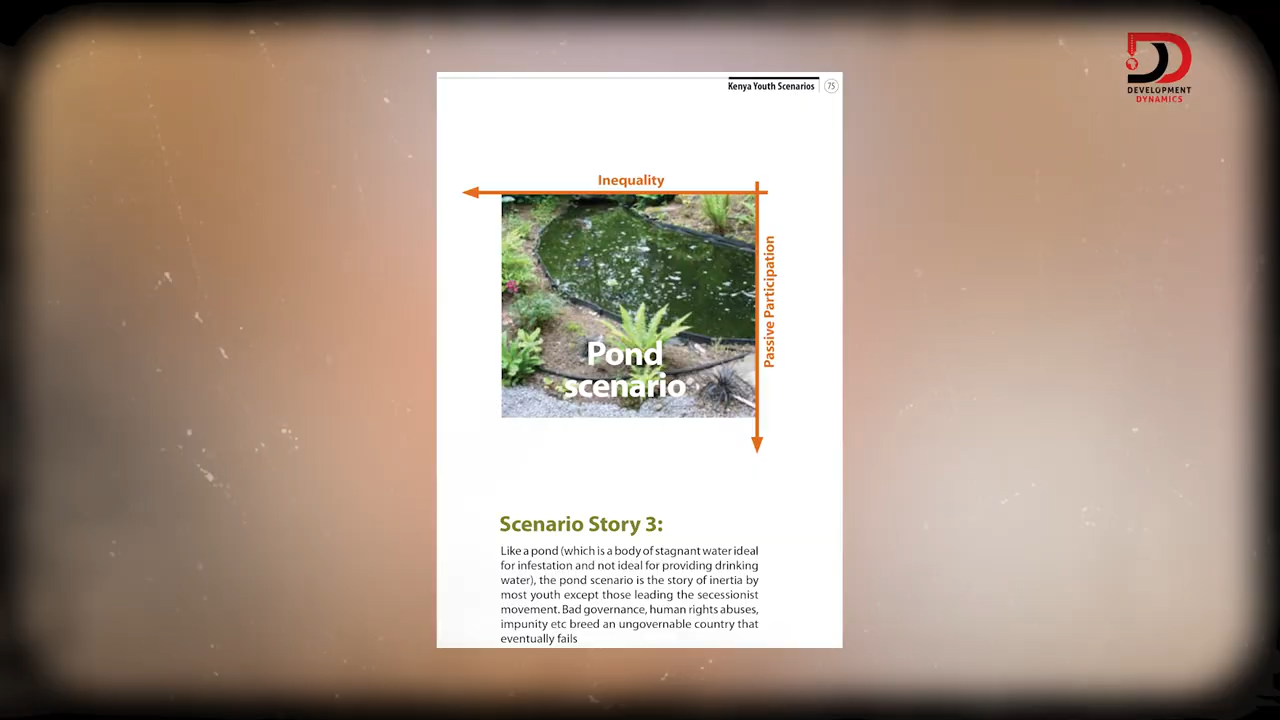 DEVELOPMENT
DYNAMICS
Kenya Youth Scenarios 75
Inequality
Passive Participation
Pond
scenario
Scenario Story 3:
Like a pond (which is a body of stagnant water ideal
for infestation and not ideal for providing drinking
water), the pond scenario is the story of inertia by
most youth except those leading the secessionist
movement. Bad governance, human rights abuses,
impunity etc breed an ungovernable country that
eventually fails